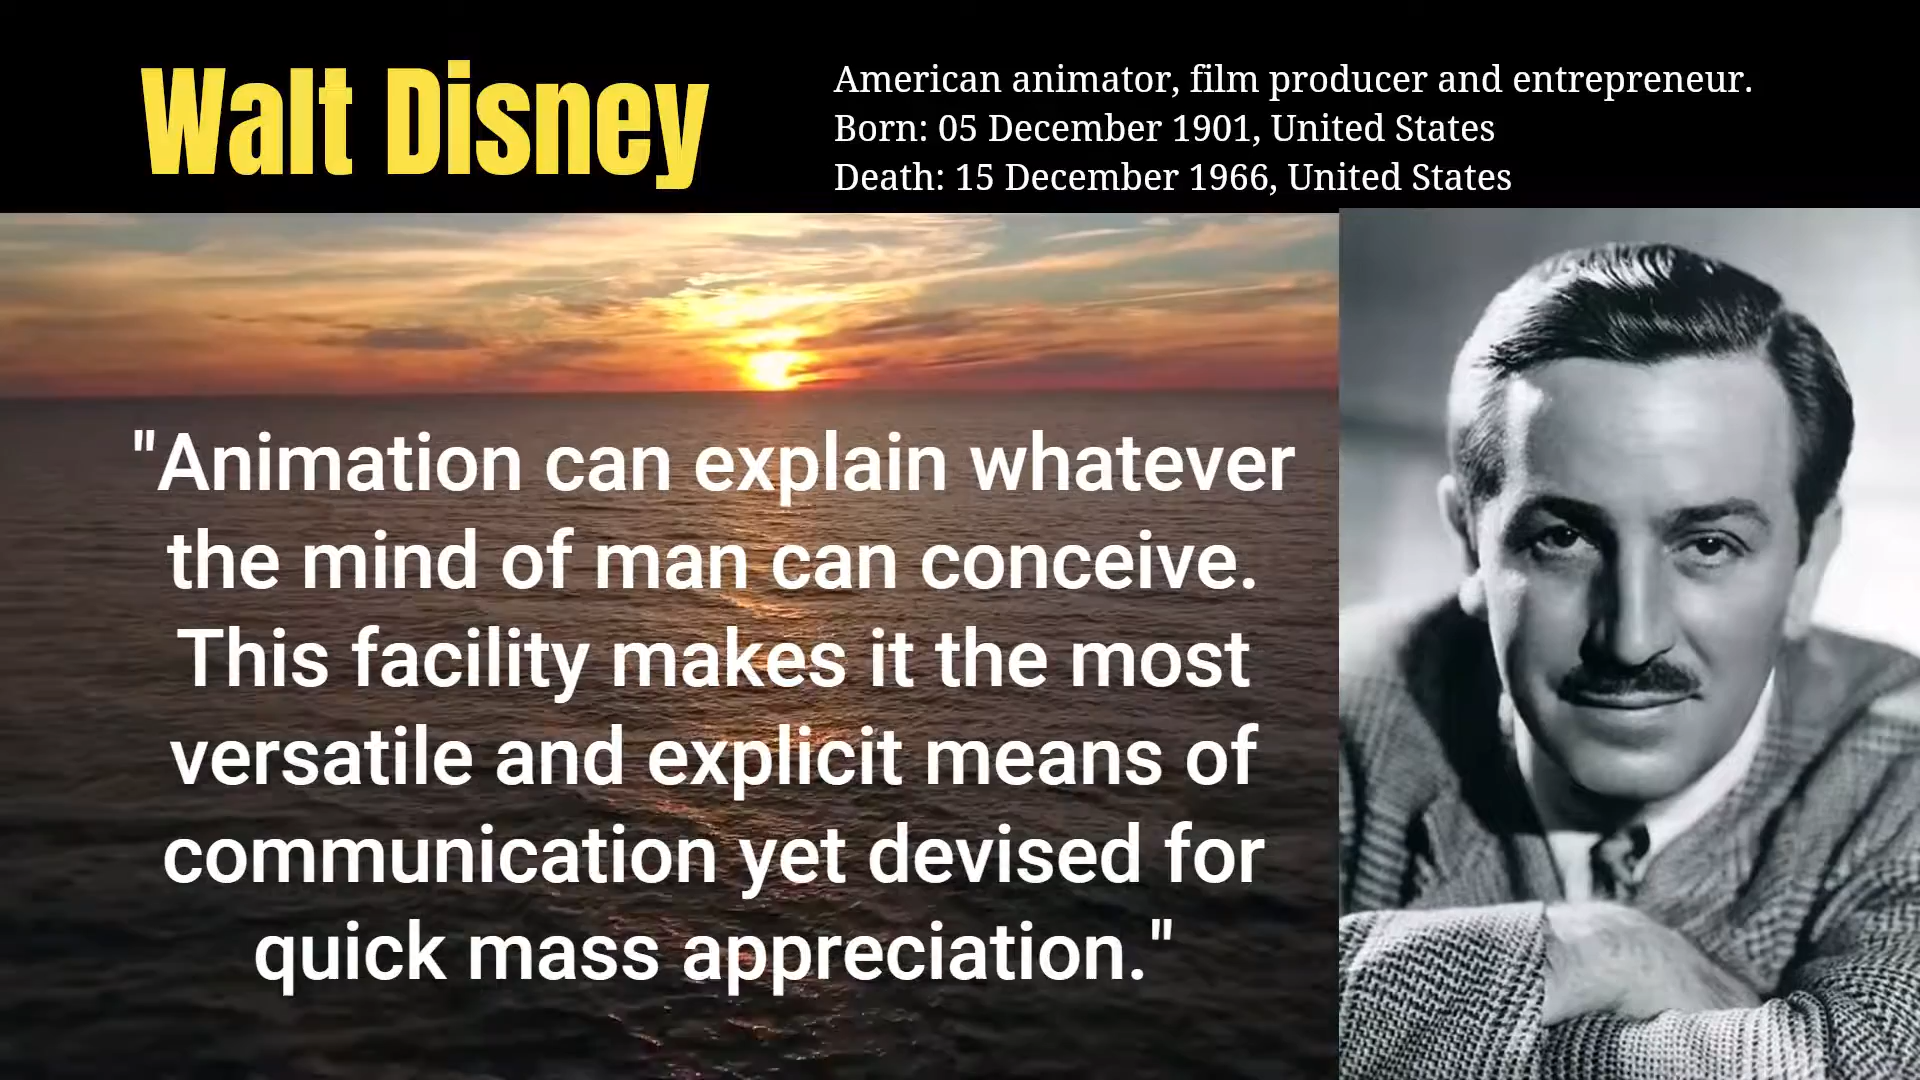 Walt Disney
American animator, film producer and entrepreneur.
Born: 05 December 1901, United States
Death: 15 December 1966, United States
"Animation can explain whatever
the mind of man can conceive.
This facility makes it the most
versatile and explicit means of
communication yet devised for
quick mass appreciation."